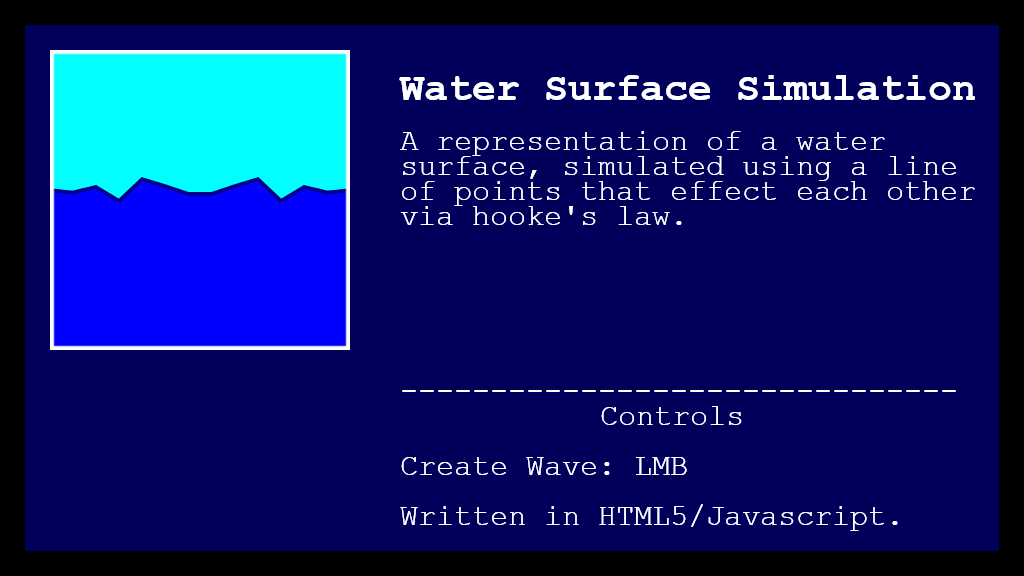 Water Surface Simulation
A representation of a water
surface, simulated using a line
of points that effect each other
via hooke's law.
-------------------------------
Controls
Create Wave: LMB
Written in HTML5/Javascript.